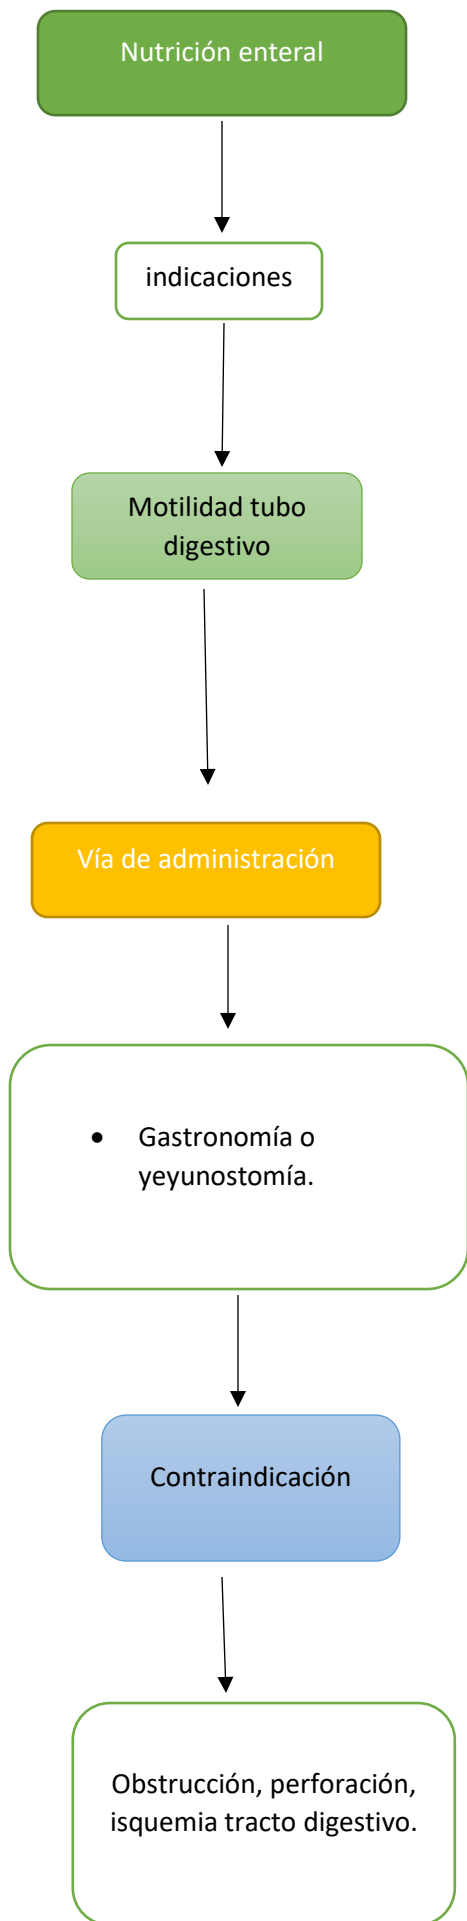 Nutrición enteral
indicaciones
Motilidad tubo
digestivo
Vía de administración
• Gastronomía o
yeyunostomía.
Contraindicación
Obstrucción, perforación,
isquemia tracto digestivo.